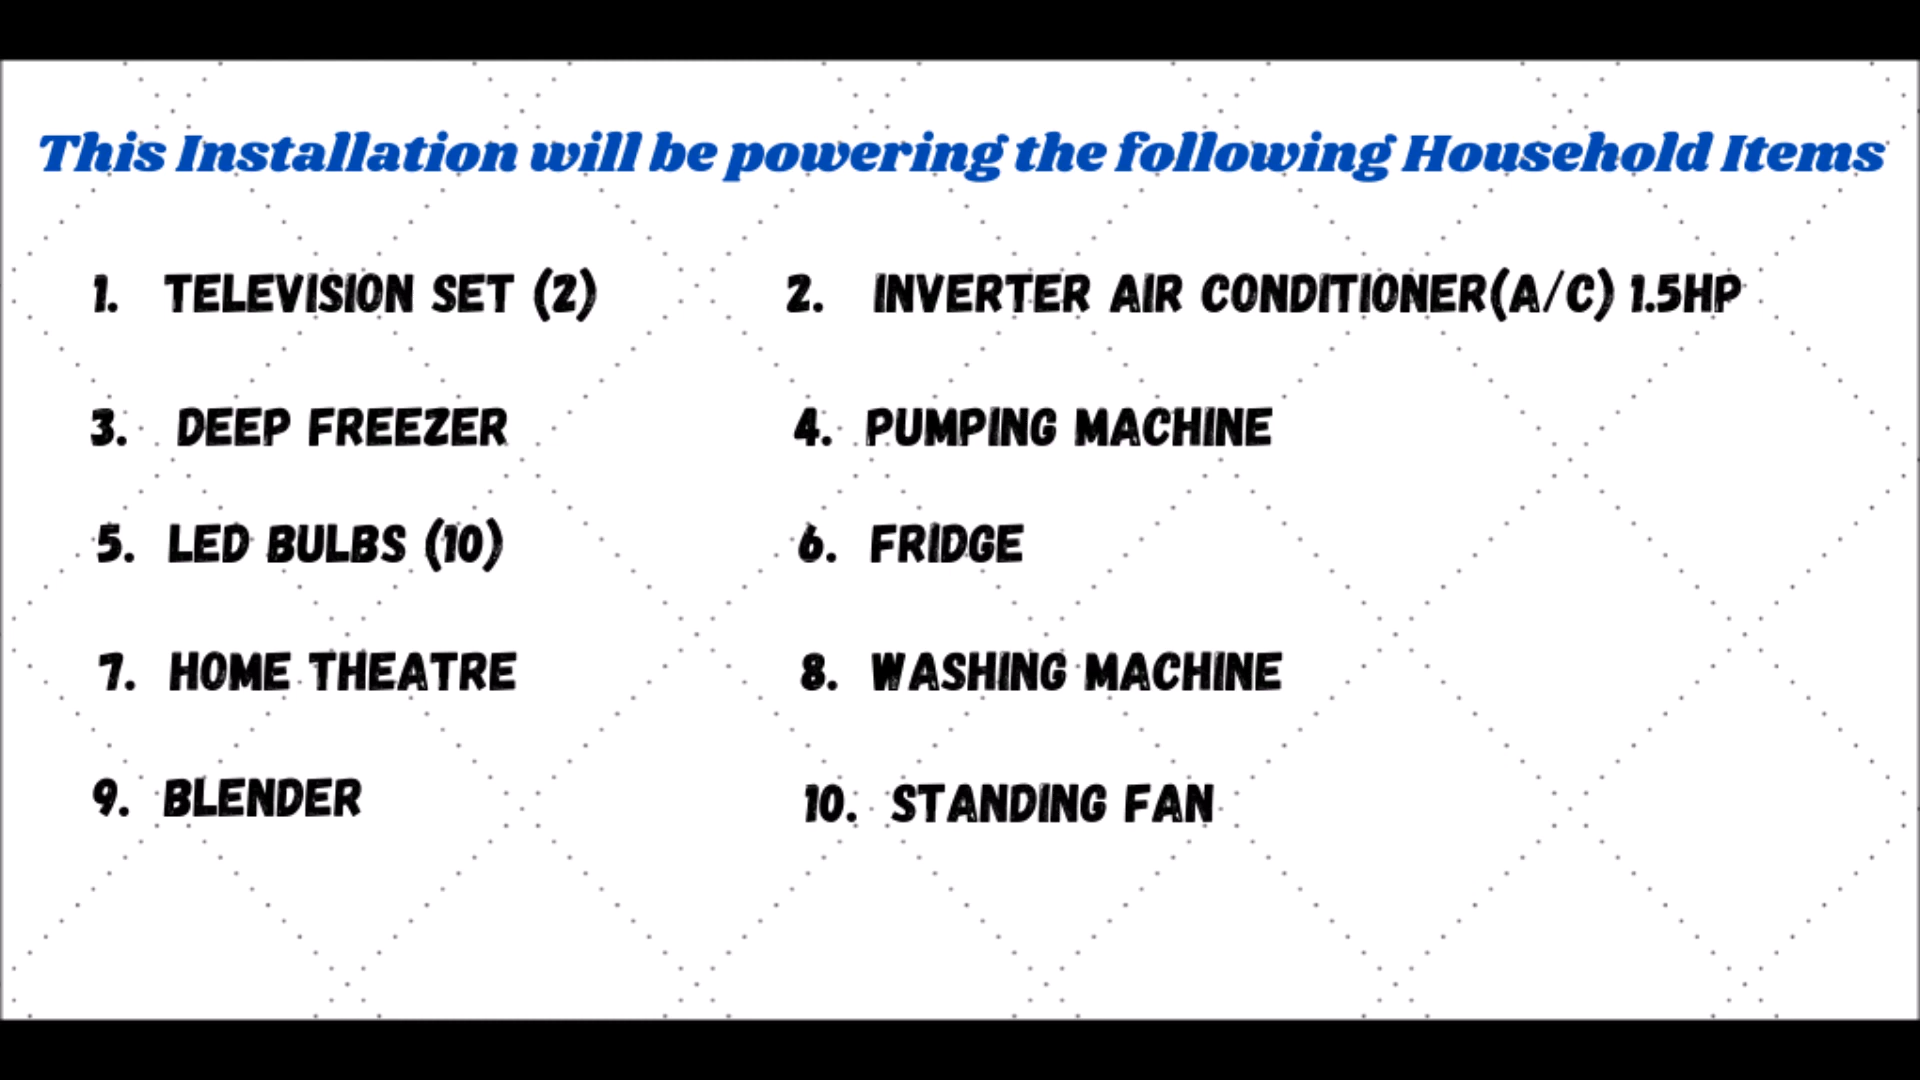 This Installation will be powering the following Household Items
1. TELEVISION SET (2)
2. INVERTER AIR CONDITIONER(A/C) 1.5HP
3. DEEP FREEZER
4. PUMPING MACHINE
5. LED BULBS (10)
6. FRIDGE
7. HOME THEATRE
8. WASHING MACHINE
9. BLENDER
10. STANDING FAN